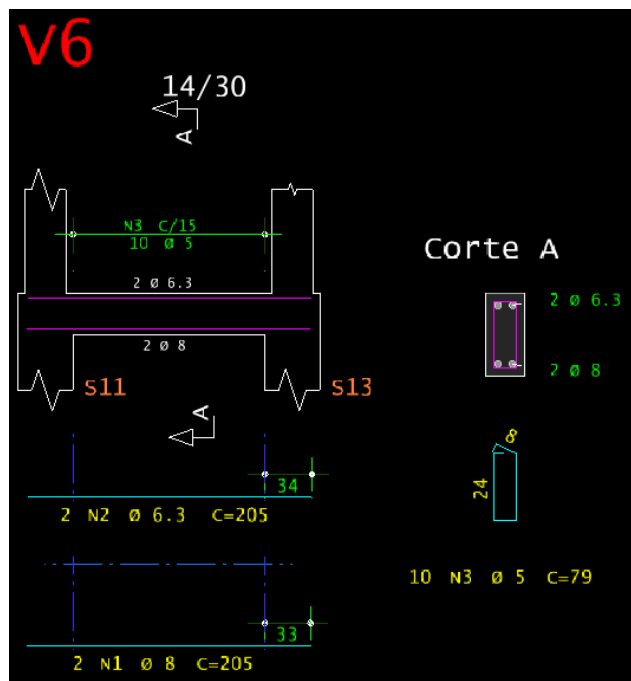 V6
14/30
A
N3 C/15
10 Ø 5
2 Ø 6.3
2 Ø 8
S11
S13
A
34
2 N2 Ø 6.3 C=205
33
2 N1 Ø 8 C=205
Corte A
2 Ø 6.3
2 Ø 8
8
24
10 N3 Ø 5 C=79